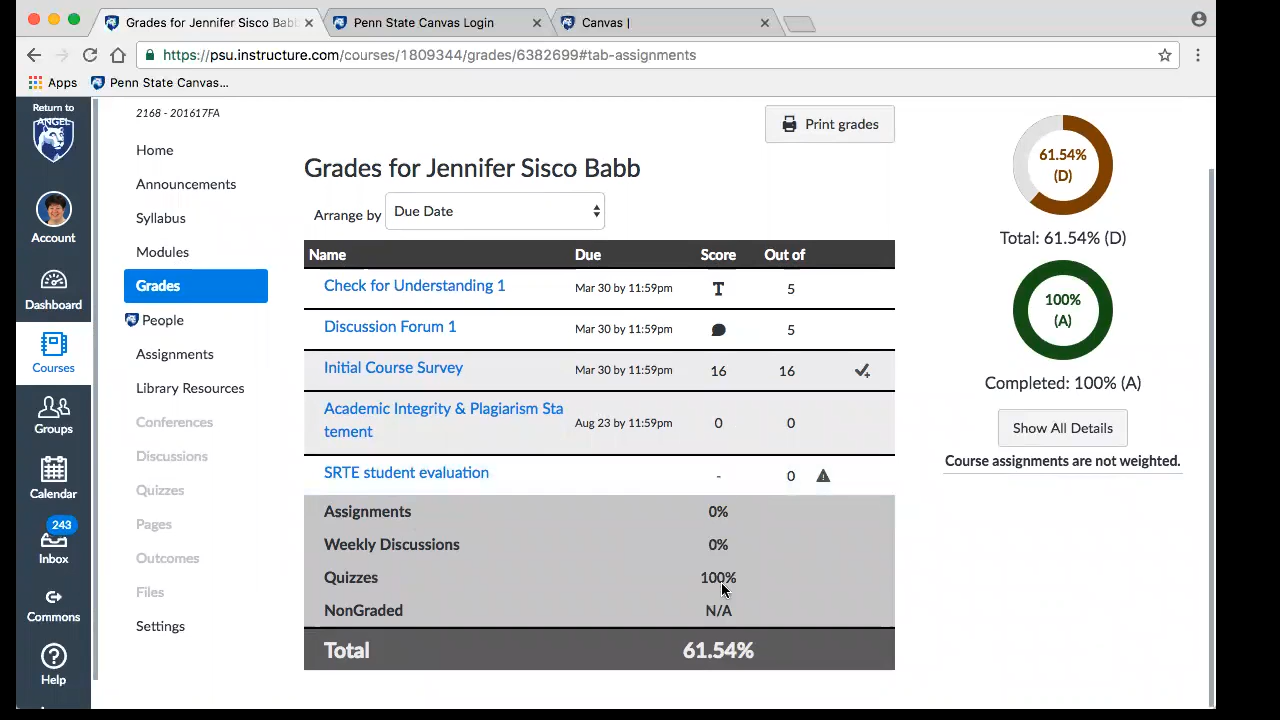 Grades for Jennifer Sisco Babb
Penn State Canvas Login
Canvas |
https://psu.instructure.com/courses/1809344/grades/6382699#tab-assignments
Apps
Penn State Canvas...
Return to
ANGEL
Account
Dashboard
Courses
Groups
Calendar
243
Inbox
Commons
Help
2168 - 201617FA
Home
Announcements
Syllabus
Modules
Grades
People
Assignments
Library Resources
Conferences
Discussions
Quizzes
Pages
Outcomes
Files
Settings
Print grades
Grades for Jennifer Sisco Babb
Arrange by Due Date
Name Due Score Out of
Check for Understanding 1 Mar 30 by 11:59pm T 5
Discussion Forum 1 Mar 30 by 11:59pm 5
Initial Course Survey Mar 30 by 11:59pm 16 16
Academic Integrity & Plagiarism Sta
tement Aug 23 by 11:59pm 0 0
SRTE student evaluation - 0
Assignments 0%
Weekly Discussions 0%
Quizzes 100%
NonGraded N/A
Total 61.54%
61.54%
(D)
Total: 61.54% (D)
100%
(A)
Completed: 100% (A)
Show All Details
Course assignments are not weighted.